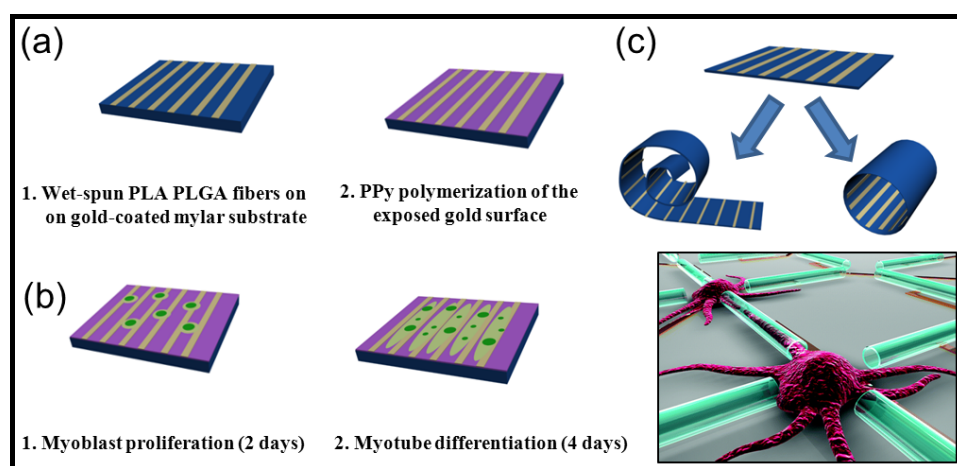 (a)
1. Wet-spun PLA PLGA fibers on
on gold-coated mylar substrate
2. PPy polymerization of the
exposed gold surface
(b)
1. Myoblast proliferation (2 days)
2. Myotube differentiation (4 days)
(c)